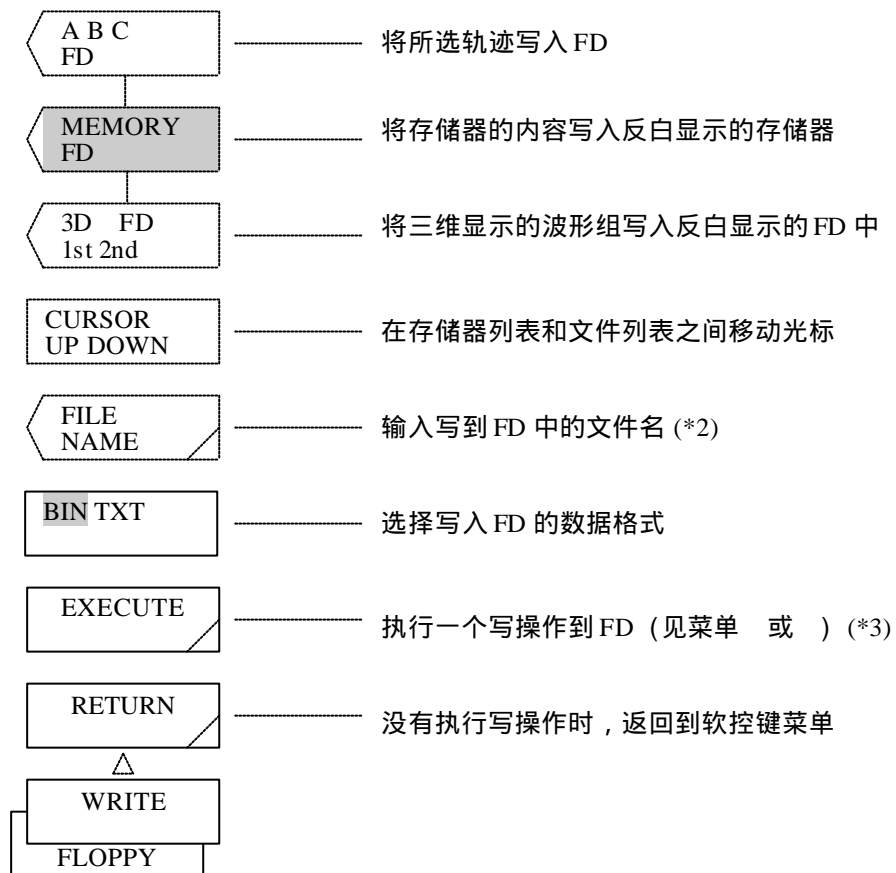 A B C
FD
将所选轨迹写入 FD
MEMORY
FD
将存储器的内容写入反白显示的存储器
3D FD
1st 2nd
将三维显示的波形组写入反白显示的 FD 中
CURSOR
UP DOWN
在存储器列表和文件列表之间移动光标
FILE
NAME
输入写到 FD 中的文件名 (*2)
BIN TXT
选择写入 FD 的数据格式
EXECUTE
执行一个写操作到 FD（见菜单 或 ）(*3)
RETURN
没有执行写操作时，返回到软控键菜单
WRITE
FLOPPY